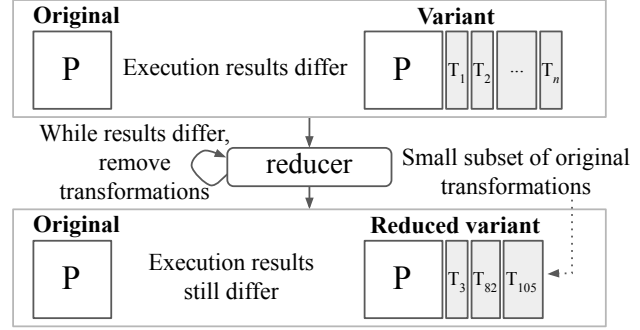 Original
Variant
P
Execution results differ
P
T1
T2
...
Tn
While results differ,
remove
transformations
reducer
Small subset of original
transformations
Original
Reduced variant
P
Execution results
still differ
P
T3
T82
T105